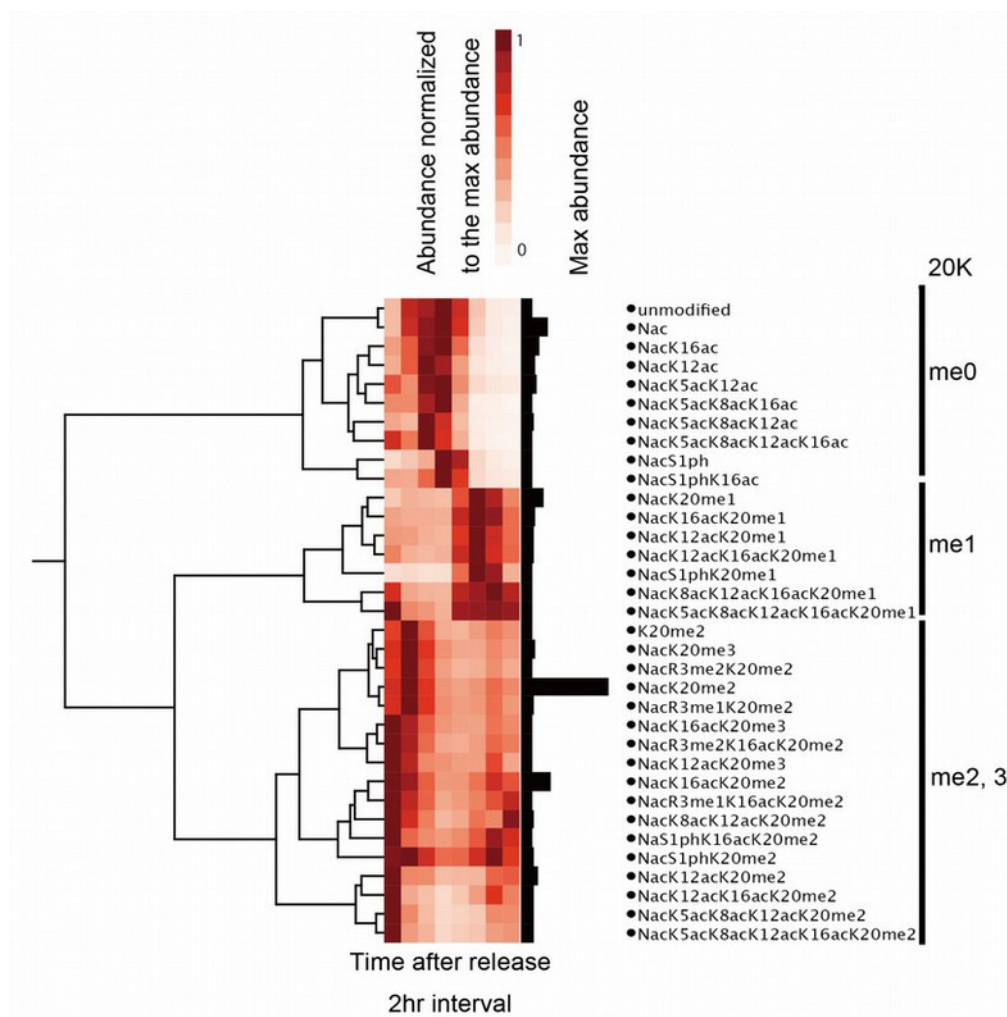 Abundance normalized
to the max abundance
1
0
Max abundance
20K
unmodified
Nac
NacK16ac
NacK12ac
NacK5acK12ac
NacK5acK8acK16ac
NacK5acK8acK12ac
NacK5acK8acK12acK16ac
NacS1ph
NacS1phK16ac
me0
NacK20me1
NacK16acK20me1
NacK12acK20me1
NacK12acK16acK20me1
NacS1phK20me1
NacK8acK12acK16acK20me1
NacK5acK8acK12acK16acK20me1
me1
K20me2
NacK20me3
NacR3me2K20me2
NacK20me2
NacR3me1K20me2
NacK16acK20me3
NacR3me2K16acK20me2
NacK12acK20me3
NacK16acK20me2
NacR3me1K16acK20me2
NacK8acK12acK20me2
NaS1phK16acK20me2
NacS1phK20me2
NacK12acK20me2
NacK12acK16acK20me2
NacK5acK8acK12acK20me2
NacK5acK8acK12acK16acK20me2
me2, 3
Time after release
2hr interval